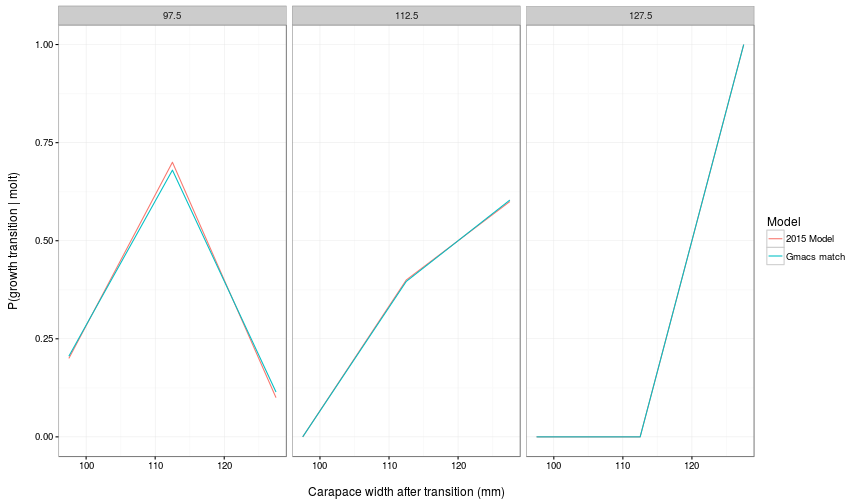 97.5 112.5 127.5
P(growth transition | molt)
1.00
0.75
0.50
0.25
0.00
100 110 120 100 110 120 100 110 120
Carapace width after transition (mm)
Model
2015 Model
Gmacs match